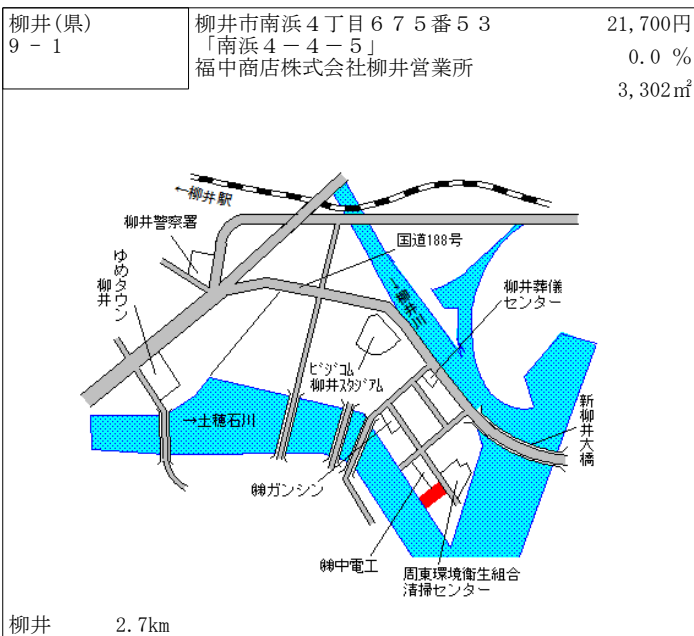 柳井(県)
9 - 1
柳井市南浜４丁目６７５番５３
「南浜４－４－５」
福中商店株式会社柳井営業所
21,700円
0.0 %
3,302㎡
←柳井駅
柳井警察署
国道188号
ゆめタウン
柳井
→柳井川
柳井葬儀
センター
ビジコム
柳井スタジアム
→土穂石川
新柳井大橋
㈱ガンシン
㈱中電工
周東環境衛生組合
清掃センター
柳井 2.7km